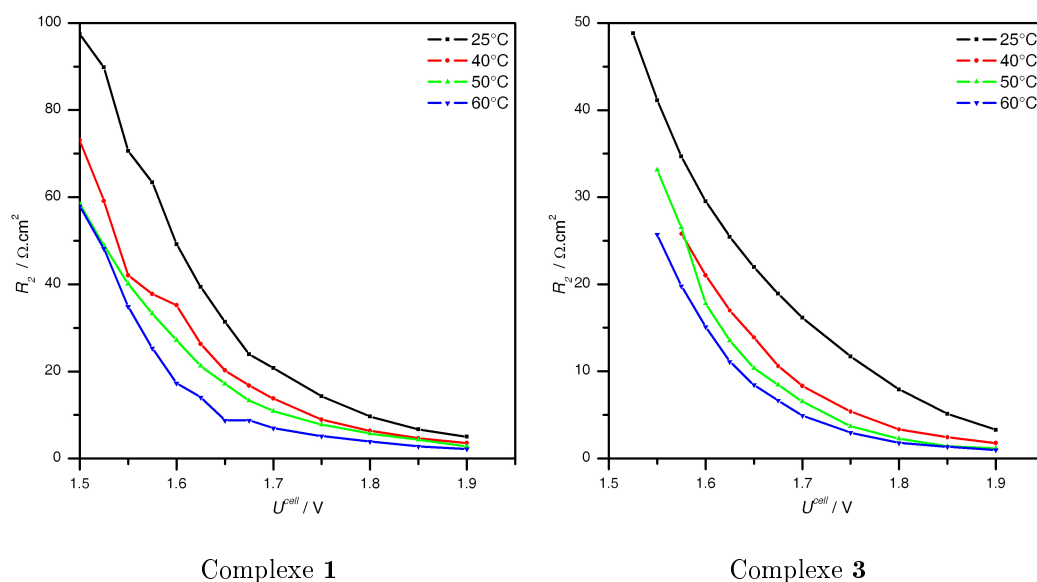 100
80
60
40
20
0
R₂ / Ω.cm²
1.5 1.6 1.7 1.8 1.9
U^cell / V
25°C
40°C
50°C
60°C
Complexe 1
50
40
30
20
10
0
R₂ / Ω.cm²
1.5 1.6 1.7 1.8 1.9
U^cell / V
25°C
40°C
50°C
60°C
Complexe 3